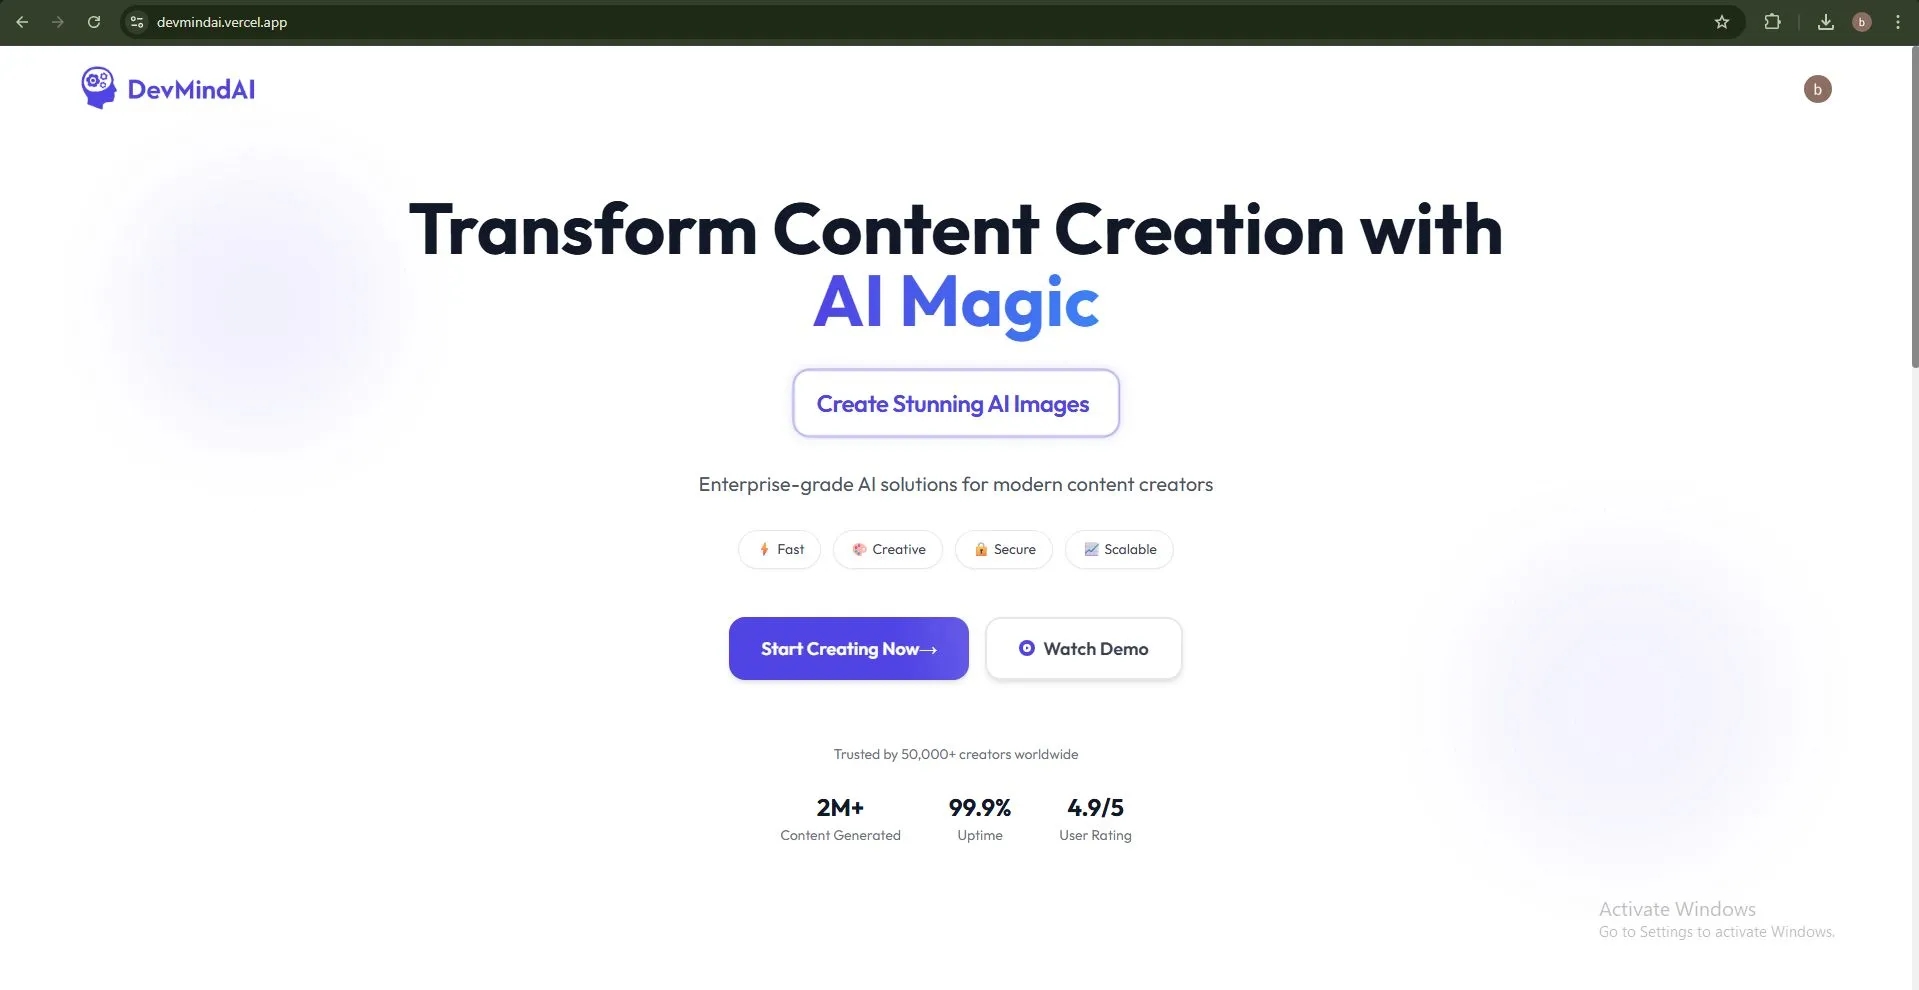 devmindai.vercel.app
b
DevMindAI
b
Transform Content Creation with
AI Magic
Create Stunning AI Images
Enterprise-grade AI solutions for modern content creators
Fast
Creative
Secure
Scalable
Start Creating Now→
Watch Demo
Trusted by 50,000+ creators worldwide
2M+
Content Generated
99.9%
Uptime
4.9/5
User Rating
Activate Windows
Go to Settings to activate Windows.